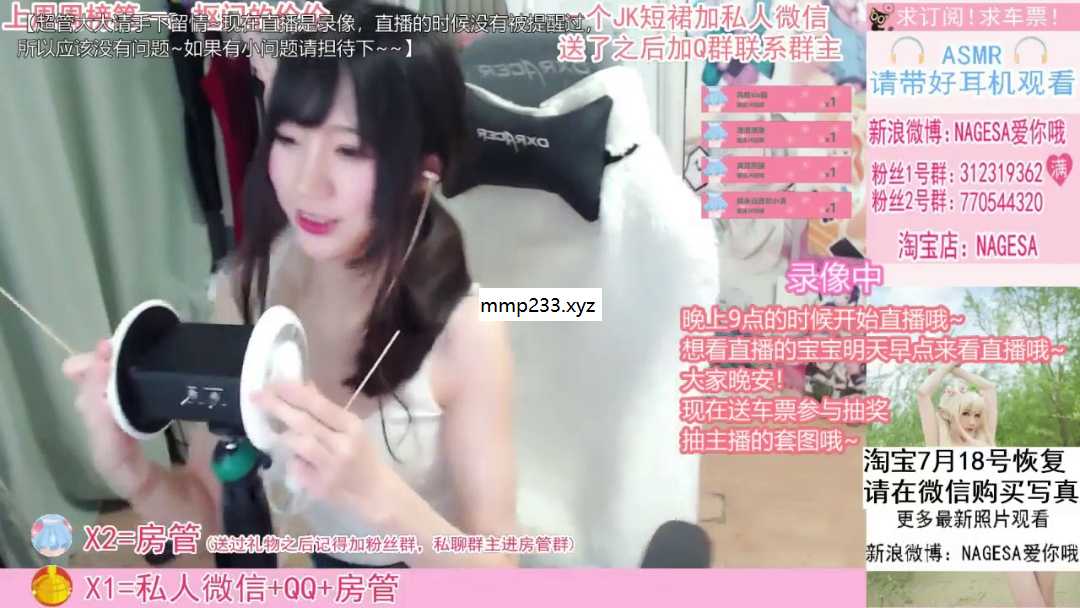 【超管大大请手下留情~现在直播是录像，直播的时候没有被提醒过，
所以应该没有问题~如果有小问题请担待下~~】
个JK短裙加私人微信
送了之后加Q群联系群主
求订阅!求车票!
ASMR
请带好耳机观看
新浪微博:NAGESA爱你哦
粉丝1号群:312319362
满
粉丝2号群:770544320
淘宝店：NAGESA
DXRACER
x1
x1
x1
x1
录像中
mmp233.xyz
晚上9点的时候开始直播哦~
想看直播的宝宝明天早点来看直播哦~
大家晚安!
现在送车票参与抽奖
抽主播的套图哦~
淘宝7月18号恢复
请在微信购买写真
更多最新照片观看
新浪微博：NAGESA爱你哦
X2=房管(送过礼物之后记得加粉丝群，私聊群主进房管群)
X1=私人微信+QQ+房管